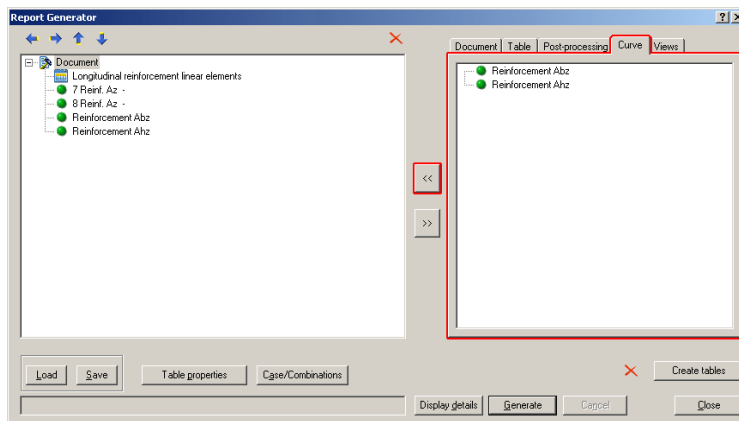 Report Generator
Document Table Post-processing Curve Views
Document
Longitudinal reinforcement linear elements
7 Reinf. Az -
8 Reinf. Az -
Reinforcement Abz
Reinforcement Ahz
Reinforcement Abz
Reinforcement Ahz
<<
>>
Load Save Table properties Case/Combinations Create tables
Display details Generate Cancel Close